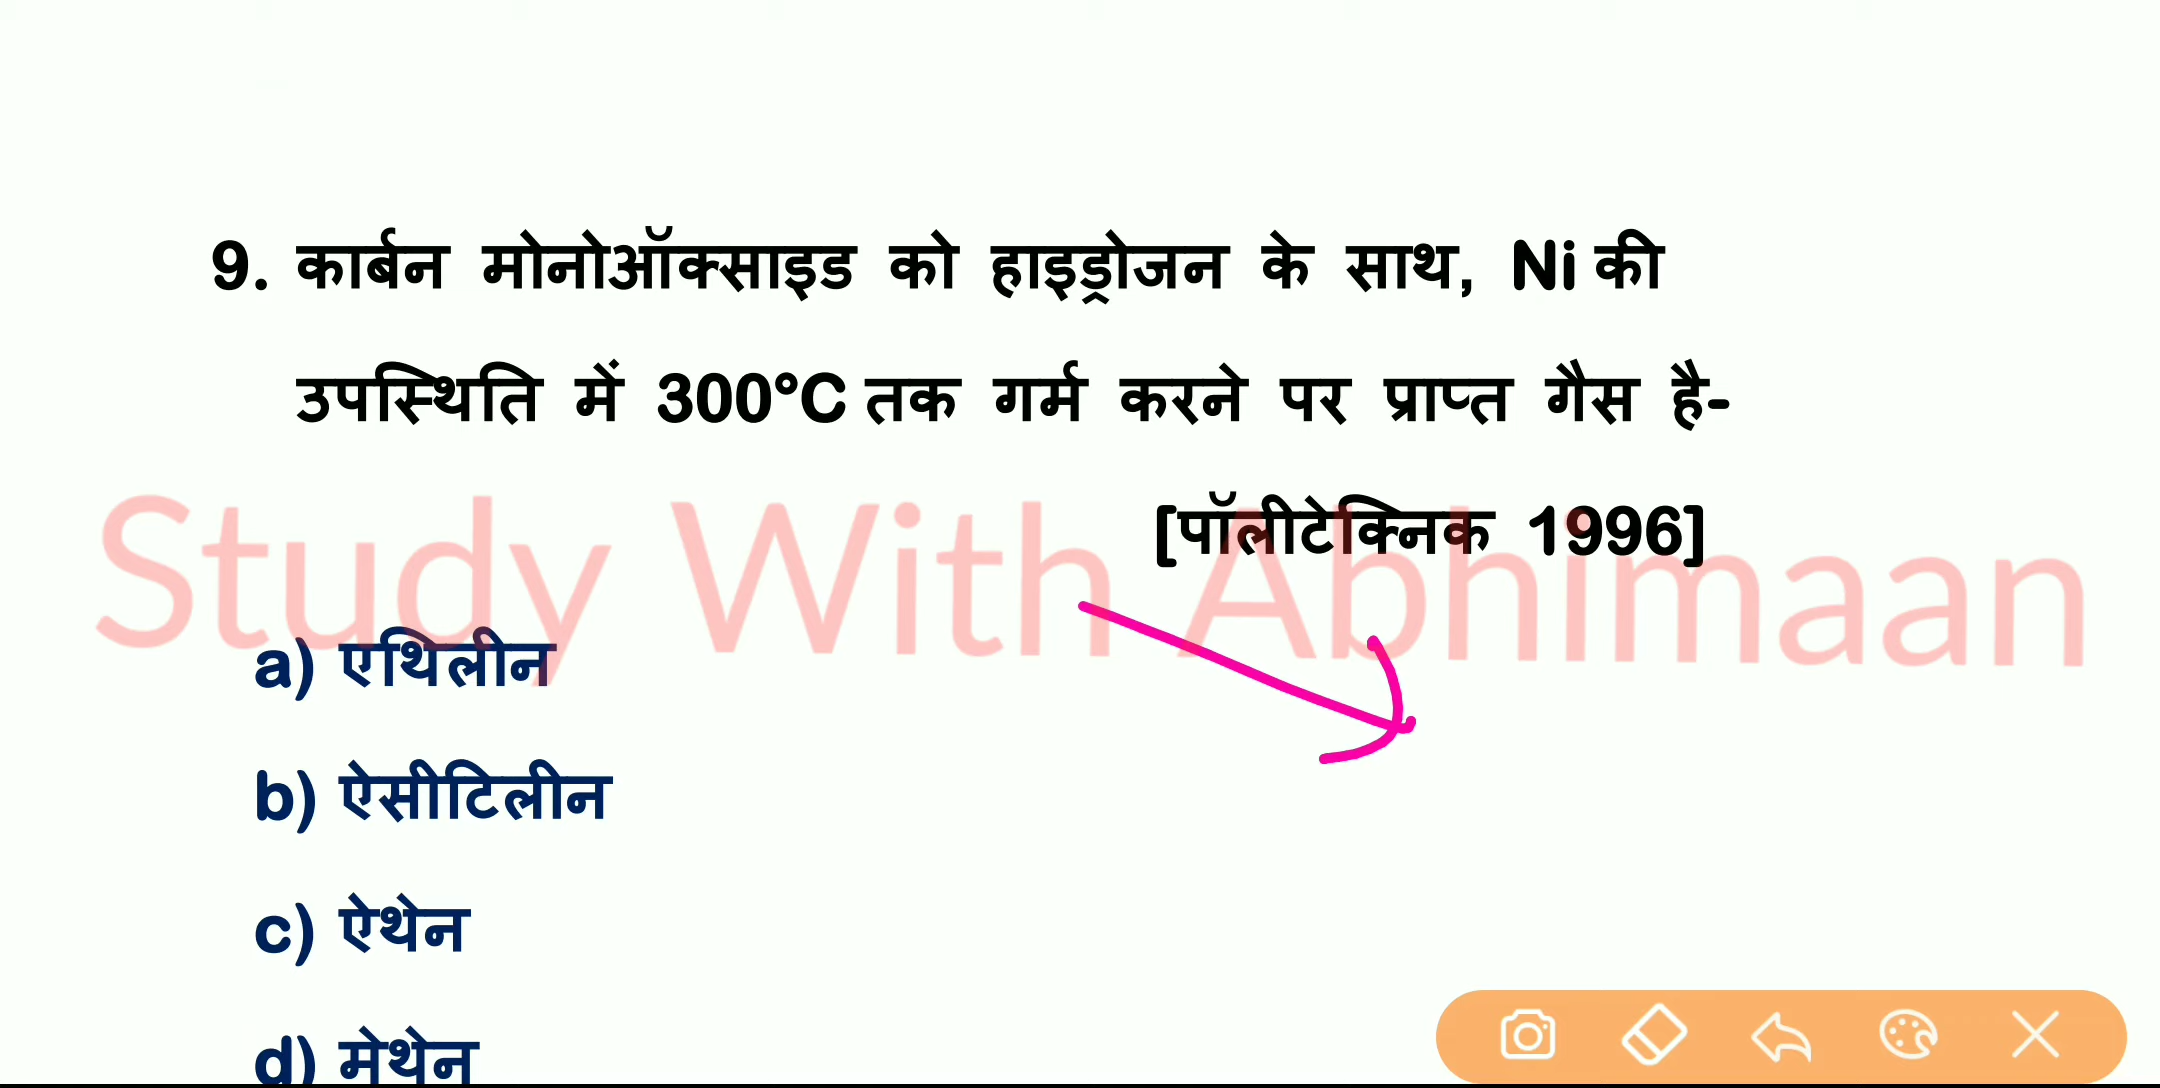 9. कार्बन मोनोऑक्साइड को हाइड्रोजन के साथ, Ni की
उपस्थिति में 300°C तक गर्म करने पर प्राप्त गैस है-
[पॉलीटेक्निक 1996]
Study With Abhimaan
a) एथिलीन
b) ऐसीटिलीन
c) ऐथेन
d) मेथेन